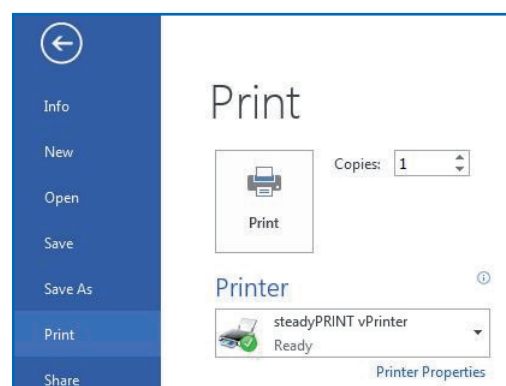 Info
New
Open
Save
Save As
Print
Share
Print
Print
Copies: 1
Printer
steadyPRINT vPrinter
Ready
Printer Properties